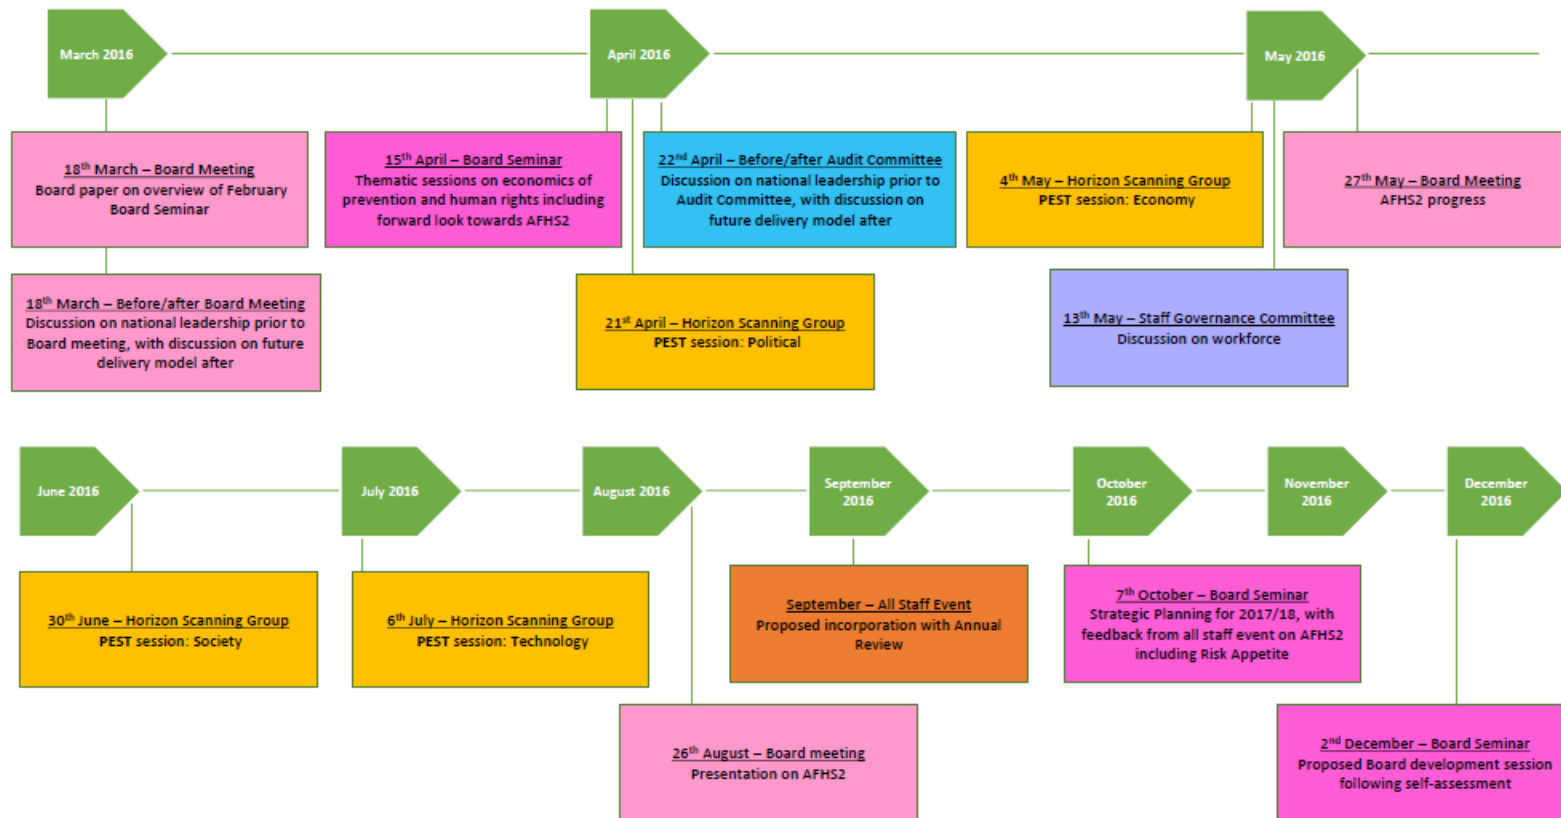 March 2016
April 2016
May 2016
18th March – Board Meeting
Board paper on overview of February
Board Seminar
15th April – Board Seminar
Thematic sessions on economics of
prevention and human rights including
forward look towards AFHS2
22nd April – Before/after Audit Committee
Discussion on national leadership prior to
Audit Committee, with discussion on
future delivery model after
4th May – Horizon Scanning Group
PEST session: Economy
27th May – Board Meeting
AFHS2 progress
18th March – Before/after Board Meeting
Discussion on national leadership prior to
Board meeting, with discussion on future
delivery model after
21st April – Horizon Scanning Group
PEST session: Political
13th May – Staff Governance Committee
Discussion on workforce
June 2016
July 2016
August 2016
September
2016
October
2016
November
2016
December
2016
30th June – Horizon Scanning Group
PEST session: Society
6th July – Horizon Scanning Group
PEST session: Technology
September – All Staff Event
Proposed incorporation with Annual
Review
7th October – Board Seminar
Strategic Planning for 2017/18, with
feedback from all staff event on AFHS2
including Risk Appetite
26th August – Board meeting
Presentation on AFHS2
2nd December – Board Seminar
Proposed Board development session
following self-assessment